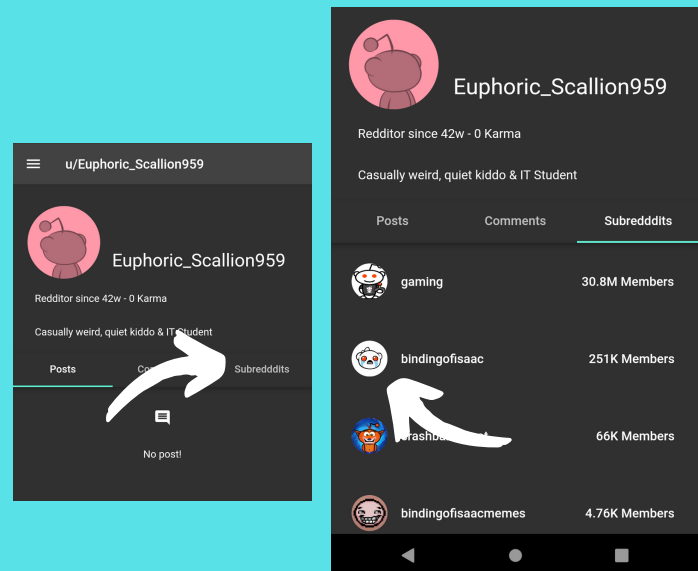 u/Euphoric_Scallion959
Euphoric_Scallion959
Redditor since 42w - 0 Karma
Casually weird, quiet kiddo & IT Student
Posts
Subredddits
No post!
Euphoric_Scallion959
Redditor since 42w - 0 Karma
Casually weird, quiet kiddo & IT Student
Posts Comments Subredddits
gaming 30.8M Members
bindingofisaac 251K Members
66K Members
bindingofisaacmemes 4.76K Members